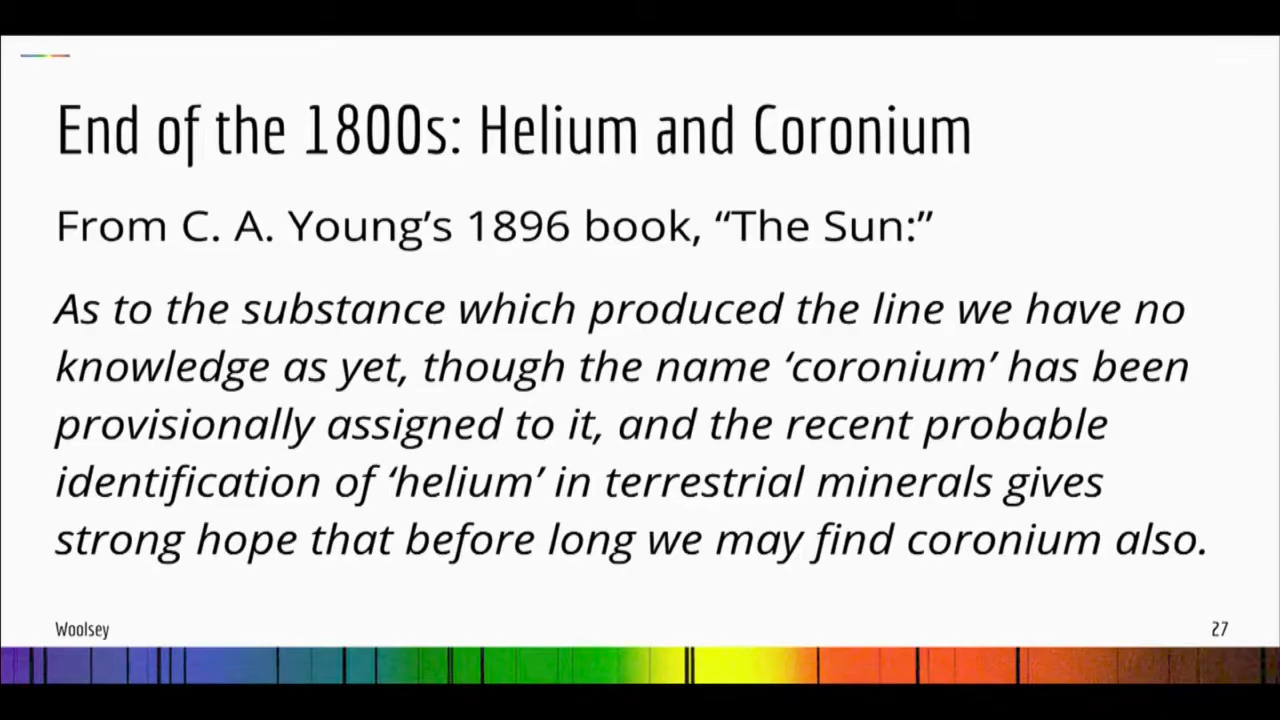 End of the 1800s: Helium and Coronium
From C. A. Young’s 1896 book, “The Sun:”
As to the substance which produced the line we have no
knowledge as yet, though the name ‘coronium’ has been
provisionally assigned to it, and the recent probable
identification of ‘helium’ in terrestrial minerals gives
strong hope that before long we may find coronium also.
Woolsey
27